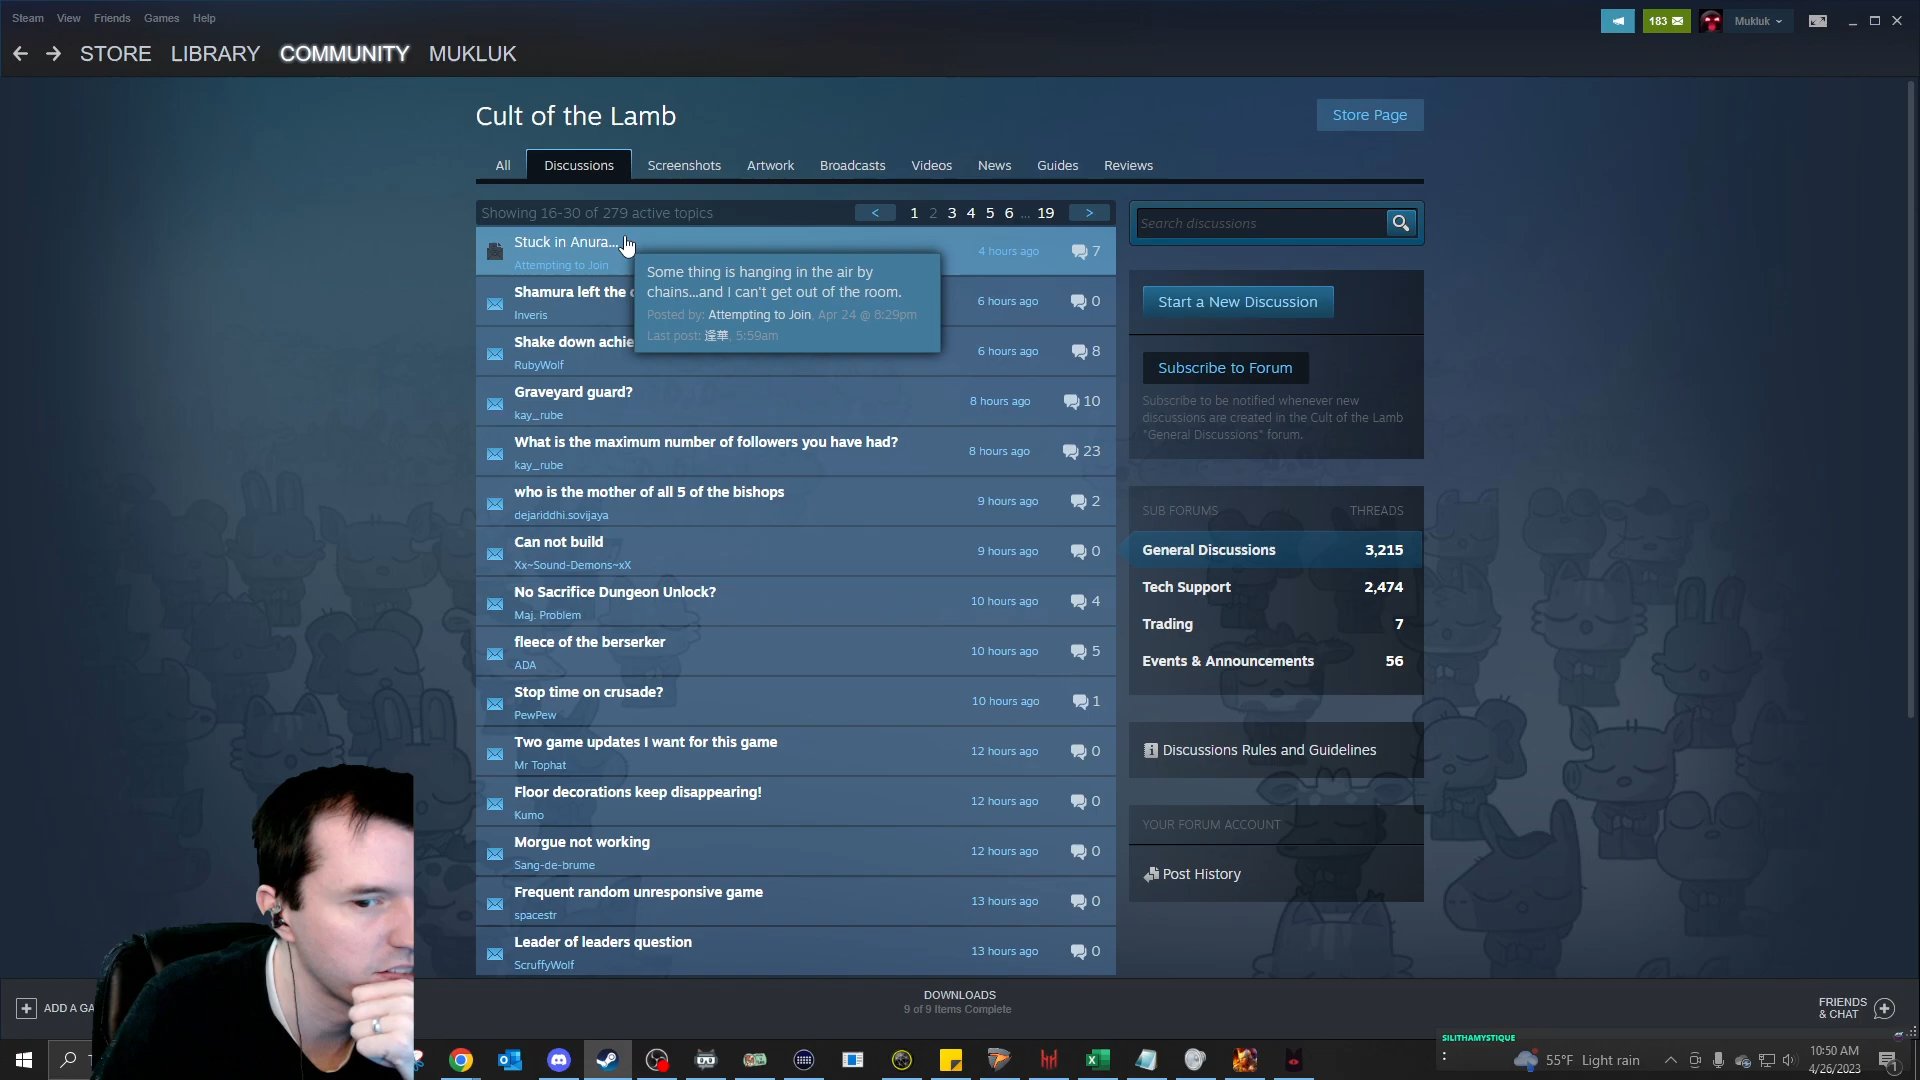 Steam View Friends Games Help
183
Mukluk
STORE LIBRARY COMMUNITY MUKLUK
Cult of the Lamb
Store Page
All Discussions Screenshots Artwork Broadcasts Videos News Guides Reviews
Showing 16-30 of 279 active topics
< 1 2 3 4 5 6 ... 19 >
Search discussions
Stuck in Anura...
Attempting to Join
4 hours ago 7
Some thing is hanging in the air by
chains...and I can't get out of the room.
Posted by: Attempting to Join, Apr 24 @ 8:29pm
Last post: 逢華, 5:59am
Shamura left the
Inveris
6 hours ago 0
Shake down achie
RubyWolf
6 hours ago 8
Graveyard guard?
kay_rube
8 hours ago 10
What is the maximum number of followers you have had?
kay_rube
8 hours ago 23
who is the mother of all 5 of the bishops
dejariddhi.sovijaya
9 hours ago 2
Can not build
Xx~Sound-Demons~xX
9 hours ago 0
No Sacrifice Dungeon Unlock?
Maj. Problem
10 hours ago 4
fleece of the berserker
ADA
10 hours ago 5
Stop time on crusade?
PewPew
10 hours ago 1
Two game updates I want for this game
Mr Tophat
12 hours ago 0
Floor decorations keep disappearing!
Kumo
12 hours ago 0
Morgue not working
Sang-de-brume
12 hours ago 0
Frequent random unresponsive game
spacestr
13 hours ago 0
Leader of leaders question
ScruffyWolf
13 hours ago 0
Start a New Discussion
Subscribe to Forum
Subscribe to be notified whenever new
discussions are created in the Cult of the Lamb
"General Discussions" forum.
SUB FORUMS THREADS
General Discussions 3,215
Tech Support 2,474
Trading 7
Events & Announcements 56
Discussions Rules and Guidelines
YOUR FORUM ACCOUNT
Post History
ADD A GA
DOWNLOADS
9 of 9 Items Complete
FRIENDS
& CHAT
SILITHAMYSTIQUE
:
55°F Light rain
10:50 AM
4/26/2023